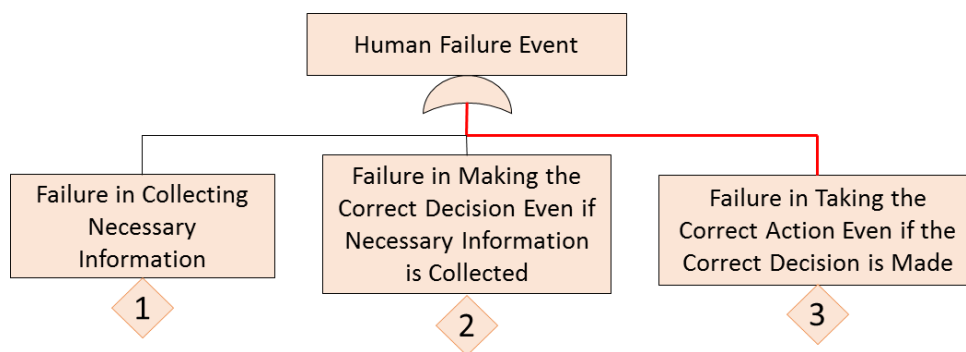 Human Failure Event
Failure in Collecting
Necessary
Information
1
Failure in Making the
Correct Decision Even if
Necessary Information
is Collected
2
Failure in Taking the
Correct Action Even if the
Correct Decision is Made
3